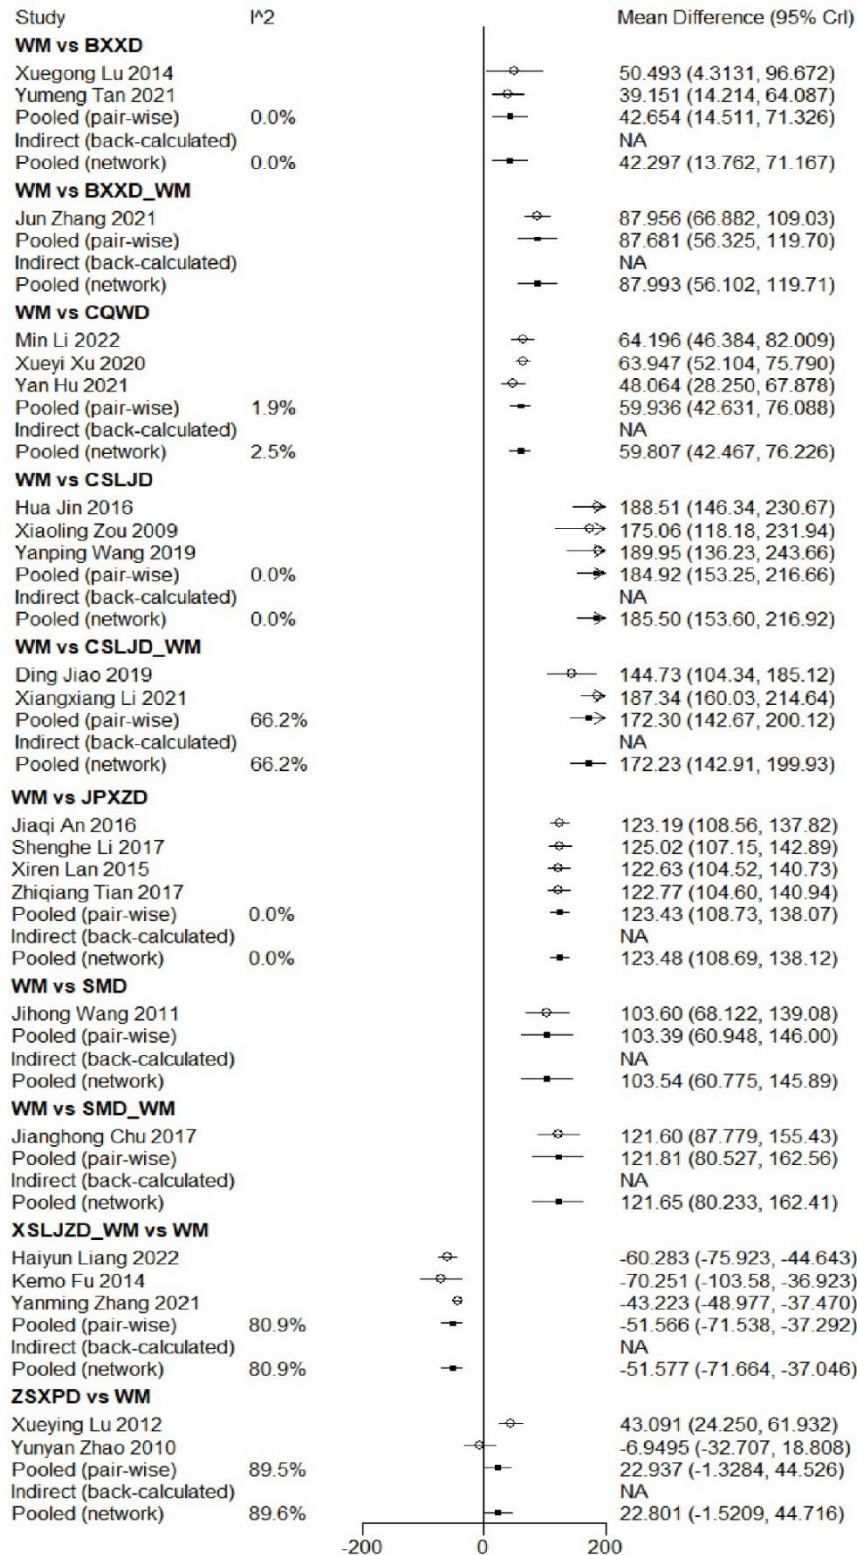 Study I^2 Mean Difference (95% CrI)
WM vs BXXD
Xuegong Lu 2014 50.493 (4.3131, 96.672)
Yumeng Tan 2021 39.151 (14.214, 64.087)
Pooled (pair-wise) 0.0% 42.654 (14.511, 71.326)
Indirect (back-calculated) NA
Pooled (network) 0.0% 42.297 (13.762, 71.167)
WM vs BXXD_WM
Jun Zhang 2021 87.956 (66.882, 109.03)
Pooled (pair-wise) 87.681 (56.325, 119.70)
Indirect (back-calculated) NA
Pooled (network) 87.993 (56.102, 119.71)
WM vs CQWD
Min Li 2022 64.196 (46.384, 82.009)
Xueyi Xu 2020 63.947 (52.104, 75.790)
Yan Hu 2021 48.064 (28.250, 67.878)
Pooled (pair-wise) 1.9% 59.936 (42.631, 76.088)
Indirect (back-calculated) NA
Pooled (network) 2.5% 59.807 (42.467, 76.226)
WM vs CSLJD
Hua Jin 2016 188.51 (146.34, 230.67)
Xiaoling Zou 2009 175.06 (118.18, 231.94)
Yanping Wang 2019 189.95 (136.23, 243.66)
Pooled (pair-wise) 0.0% 184.92 (153.25, 216.66)
Indirect (back-calculated) NA
Pooled (network) 0.0% 185.50 (153.60, 216.92)
WM vs CSLJD_WM
Ding Jiao 2019 144.73 (104.34, 185.12)
Xiangxiang Li 2021 187.34 (160.03, 214.64)
Pooled (pair-wise) 66.2% 172.30 (142.67, 200.12)
Indirect (back-calculated) NA
Pooled (network) 66.2% 172.23 (142.91, 199.93)
WM vs JPXZD
Jiaqi An 2016 123.19 (108.56, 137.82)
Shenghe Li 2017 125.02 (107.15, 142.89)
Xiren Lan 2015 122.63 (104.52, 140.73)
Zhiqiang Tian 2017 122.77 (104.60, 140.94)
Pooled (pair-wise) 0.0% 123.43 (108.73, 138.07)
Indirect (back-calculated) NA
Pooled (network) 0.0% 123.48 (108.69, 138.12)
WM vs SMD
Jihong Wang 2011 103.60 (68.122, 139.08)
Pooled (pair-wise) 103.39 (60.948, 146.00)
Indirect (back-calculated) NA
Pooled (network) 103.54 (60.775, 145.89)
WM vs SMD_WM
Jianghong Chu 2017 121.60 (87.779, 155.43)
Pooled (pair-wise) 121.81 (80.527, 162.56)
Indirect (back-calculated) NA
Pooled (network) 121.65 (80.233, 162.41)
XSLJZD_WM vs WM
Haiyun Liang 2022 -60.283 (-75.923, -44.643)
Kemo Fu 2014 -70.251 (-103.58, -36.923)
Yanming Zhang 2021 -43.223 (-48.977, -37.470)
Pooled (pair-wise) 80.9% -51.566 (-71.538, -37.292)
Indirect (back-calculated) NA
Pooled (network) 80.9% -51.577 (-71.664, -37.046)
ZSXPD vs WM
Xueying Lu 2012 43.091 (24.250, 61.932)
Yunyan Zhao 2010 -6.9495 (-32.707, 18.808)
Pooled (pair-wise) 89.5% 22.937 (-1.3284, 44.526)
Indirect (back-calculated) NA
Pooled (network) 89.6% 22.801 (-1.5209, 44.716)
-200 0 200